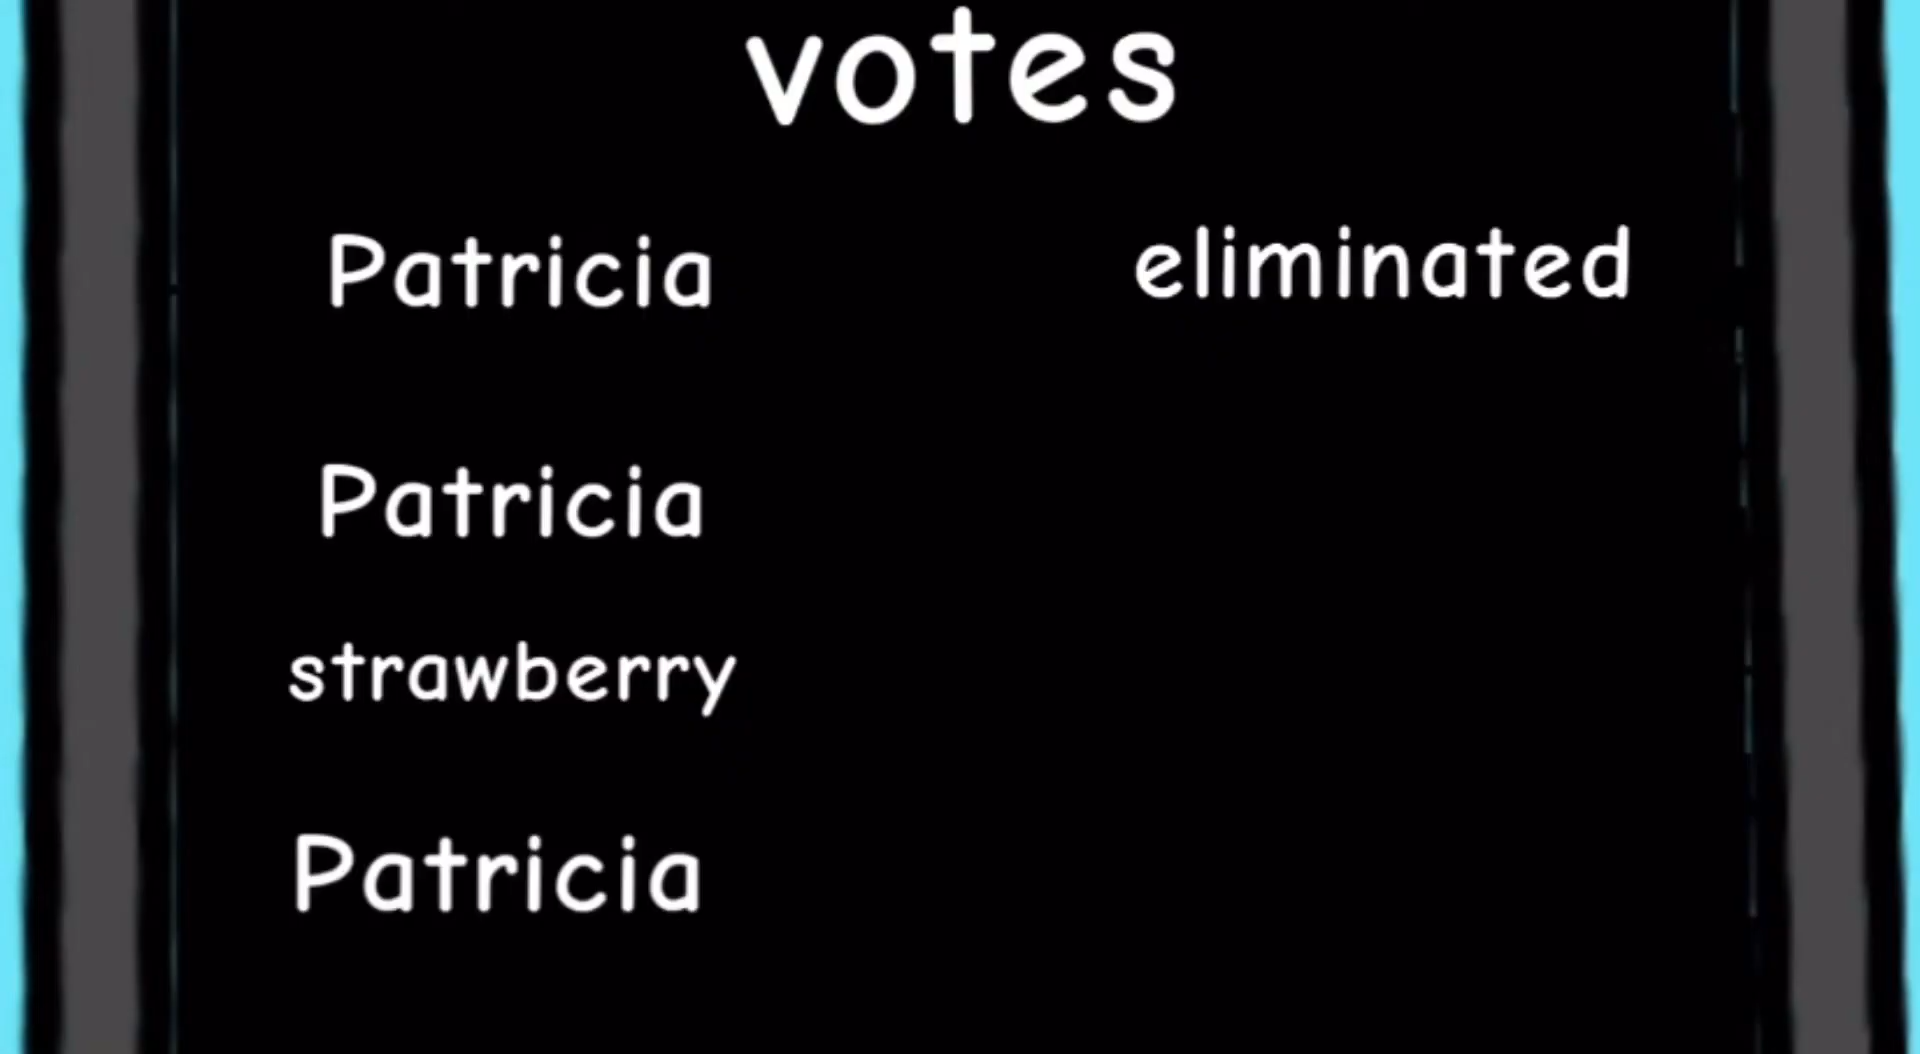 votes
Patricia eliminated
Patricia
strawberry
Patricia